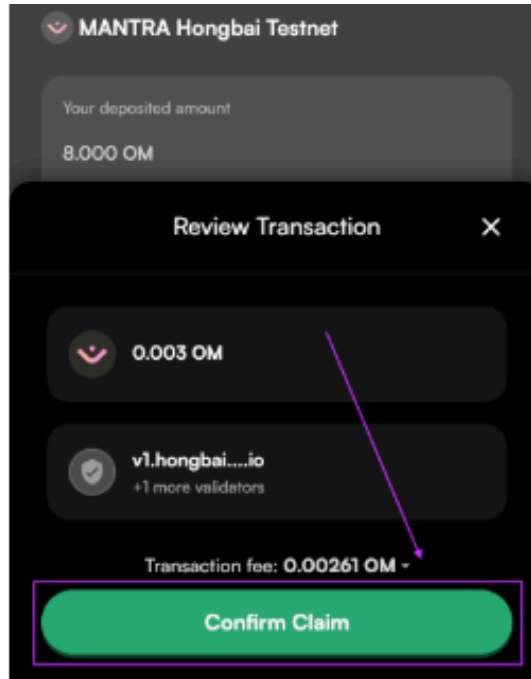 MANTRA Hongbai Testnet
Your deposited amount
8.000 OM
Review Transaction
0.003 OM
v1.hongbai....io
+1 more validators
Transaction fee: 0.00261 OM
Confirm Claim